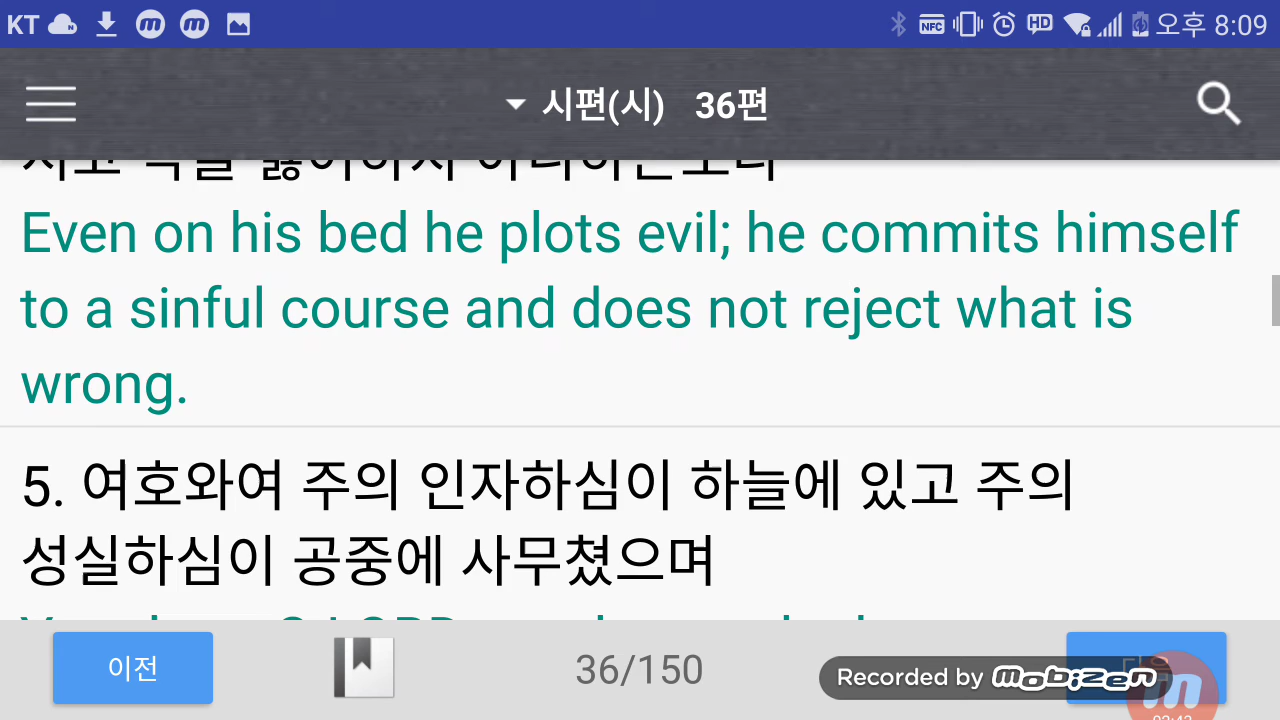 KT 오후 8:09
시편(시) 36편
Even on his bed he plots evil; he commits himself
to a sinful course and does not reject what is
wrong.
5. 여호와여 주의 인자하심이 하늘에 있고 주의
성실하심이 공중에 사무쳤으며
이전 36/150 Recorded by mobizen